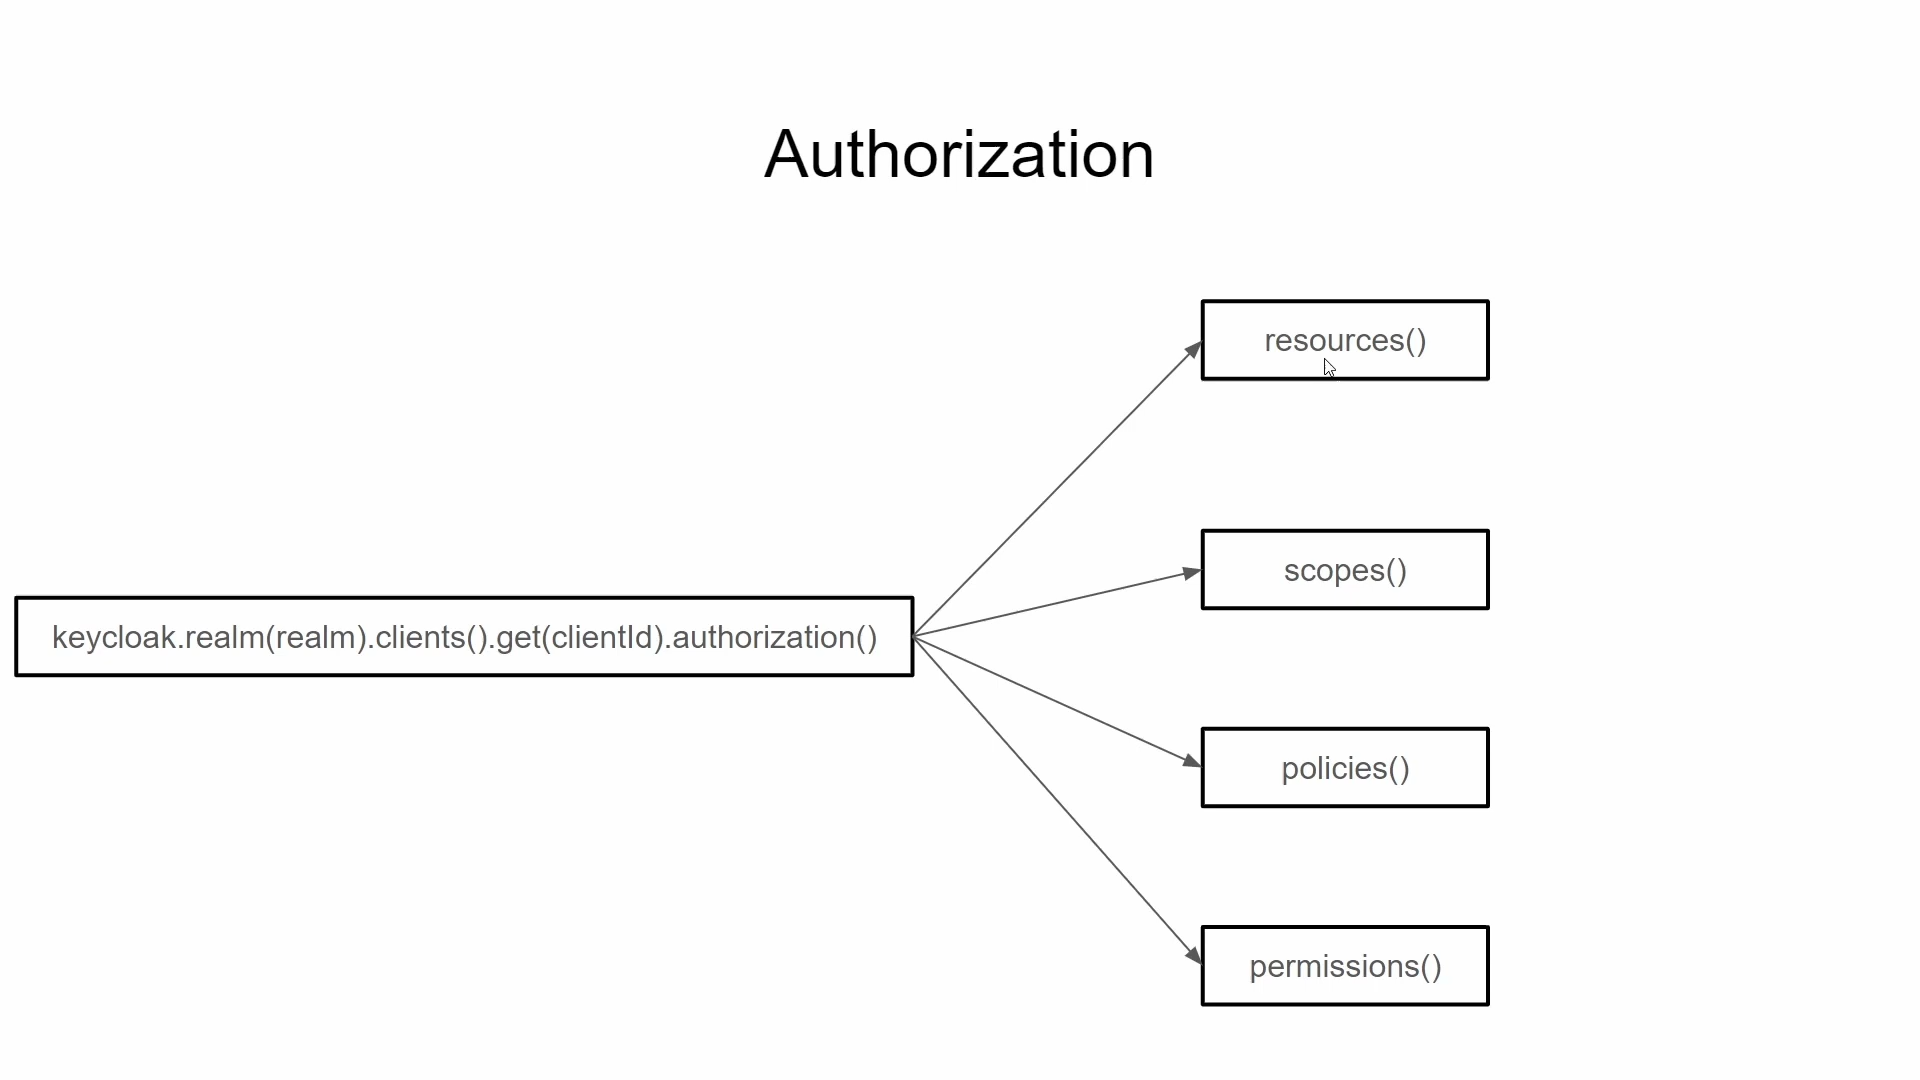 Authorization
resources()
scopes()
keycloak.realm(realm).clients().get(clientId).authorization()
policies()
permissions()